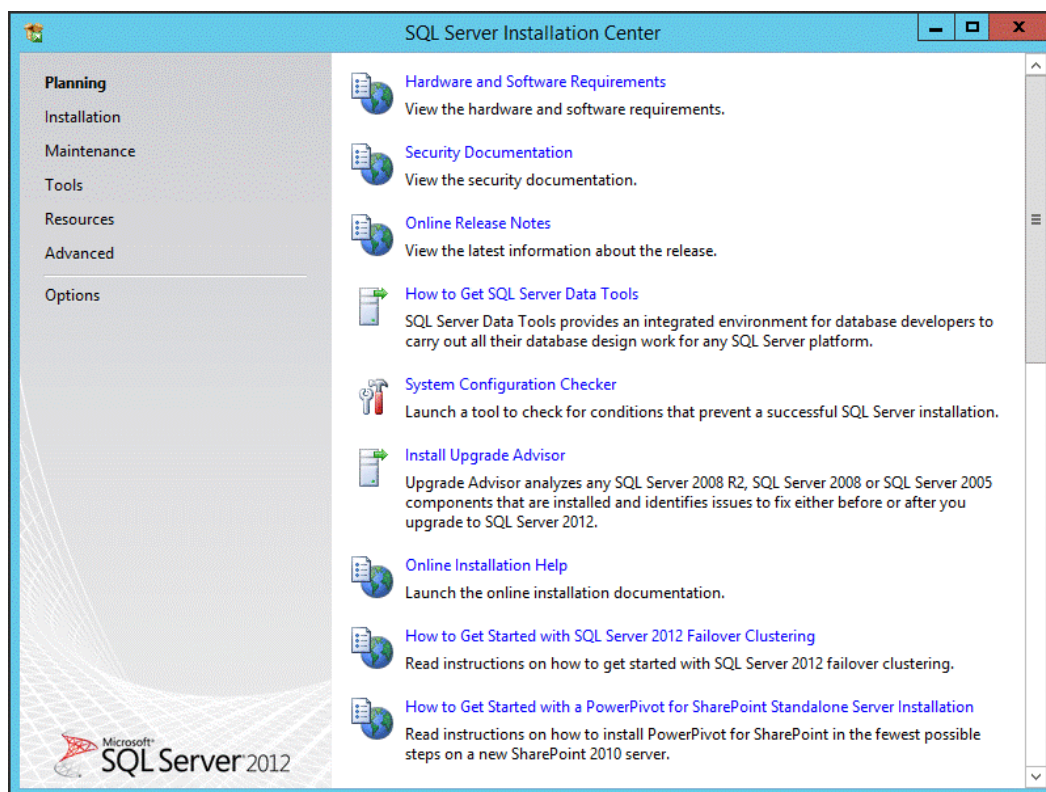 SQL Server Installation Center
Planning
Installation
Maintenance
Tools
Resources
Advanced
Options
Hardware and Software Requirements
View the hardware and software requirements.
Security Documentation
View the security documentation.
Online Release Notes
View the latest information about the release.
How to Get SQL Server Data Tools
SQL Server Data Tools provides an integrated environment for database developers to
carry out all their database design work for any SQL Server platform.
System Configuration Checker
Launch a tool to check for conditions that prevent a successful SQL Server installation.
Install Upgrade Advisor
Upgrade Advisor analyzes any SQL Server 2008 R2, SQL Server 2008 or SQL Server 2005
components that are installed and identifies issues to fix either before or after you
upgrade to SQL Server 2012.
Online Installation Help
Launch the online installation documentation.
How to Get Started with SQL Server 2012 Failover Clustering
Read instructions on how to get started with SQL Server 2012 failover clustering.
How to Get Started with a PowerPivot for SharePoint Standalone Server Installation
Read instructions on how to install PowerPivot for SharePoint in the fewest possible
steps on a new SharePoint 2010 server.
Microsoft
SQL Server 2012